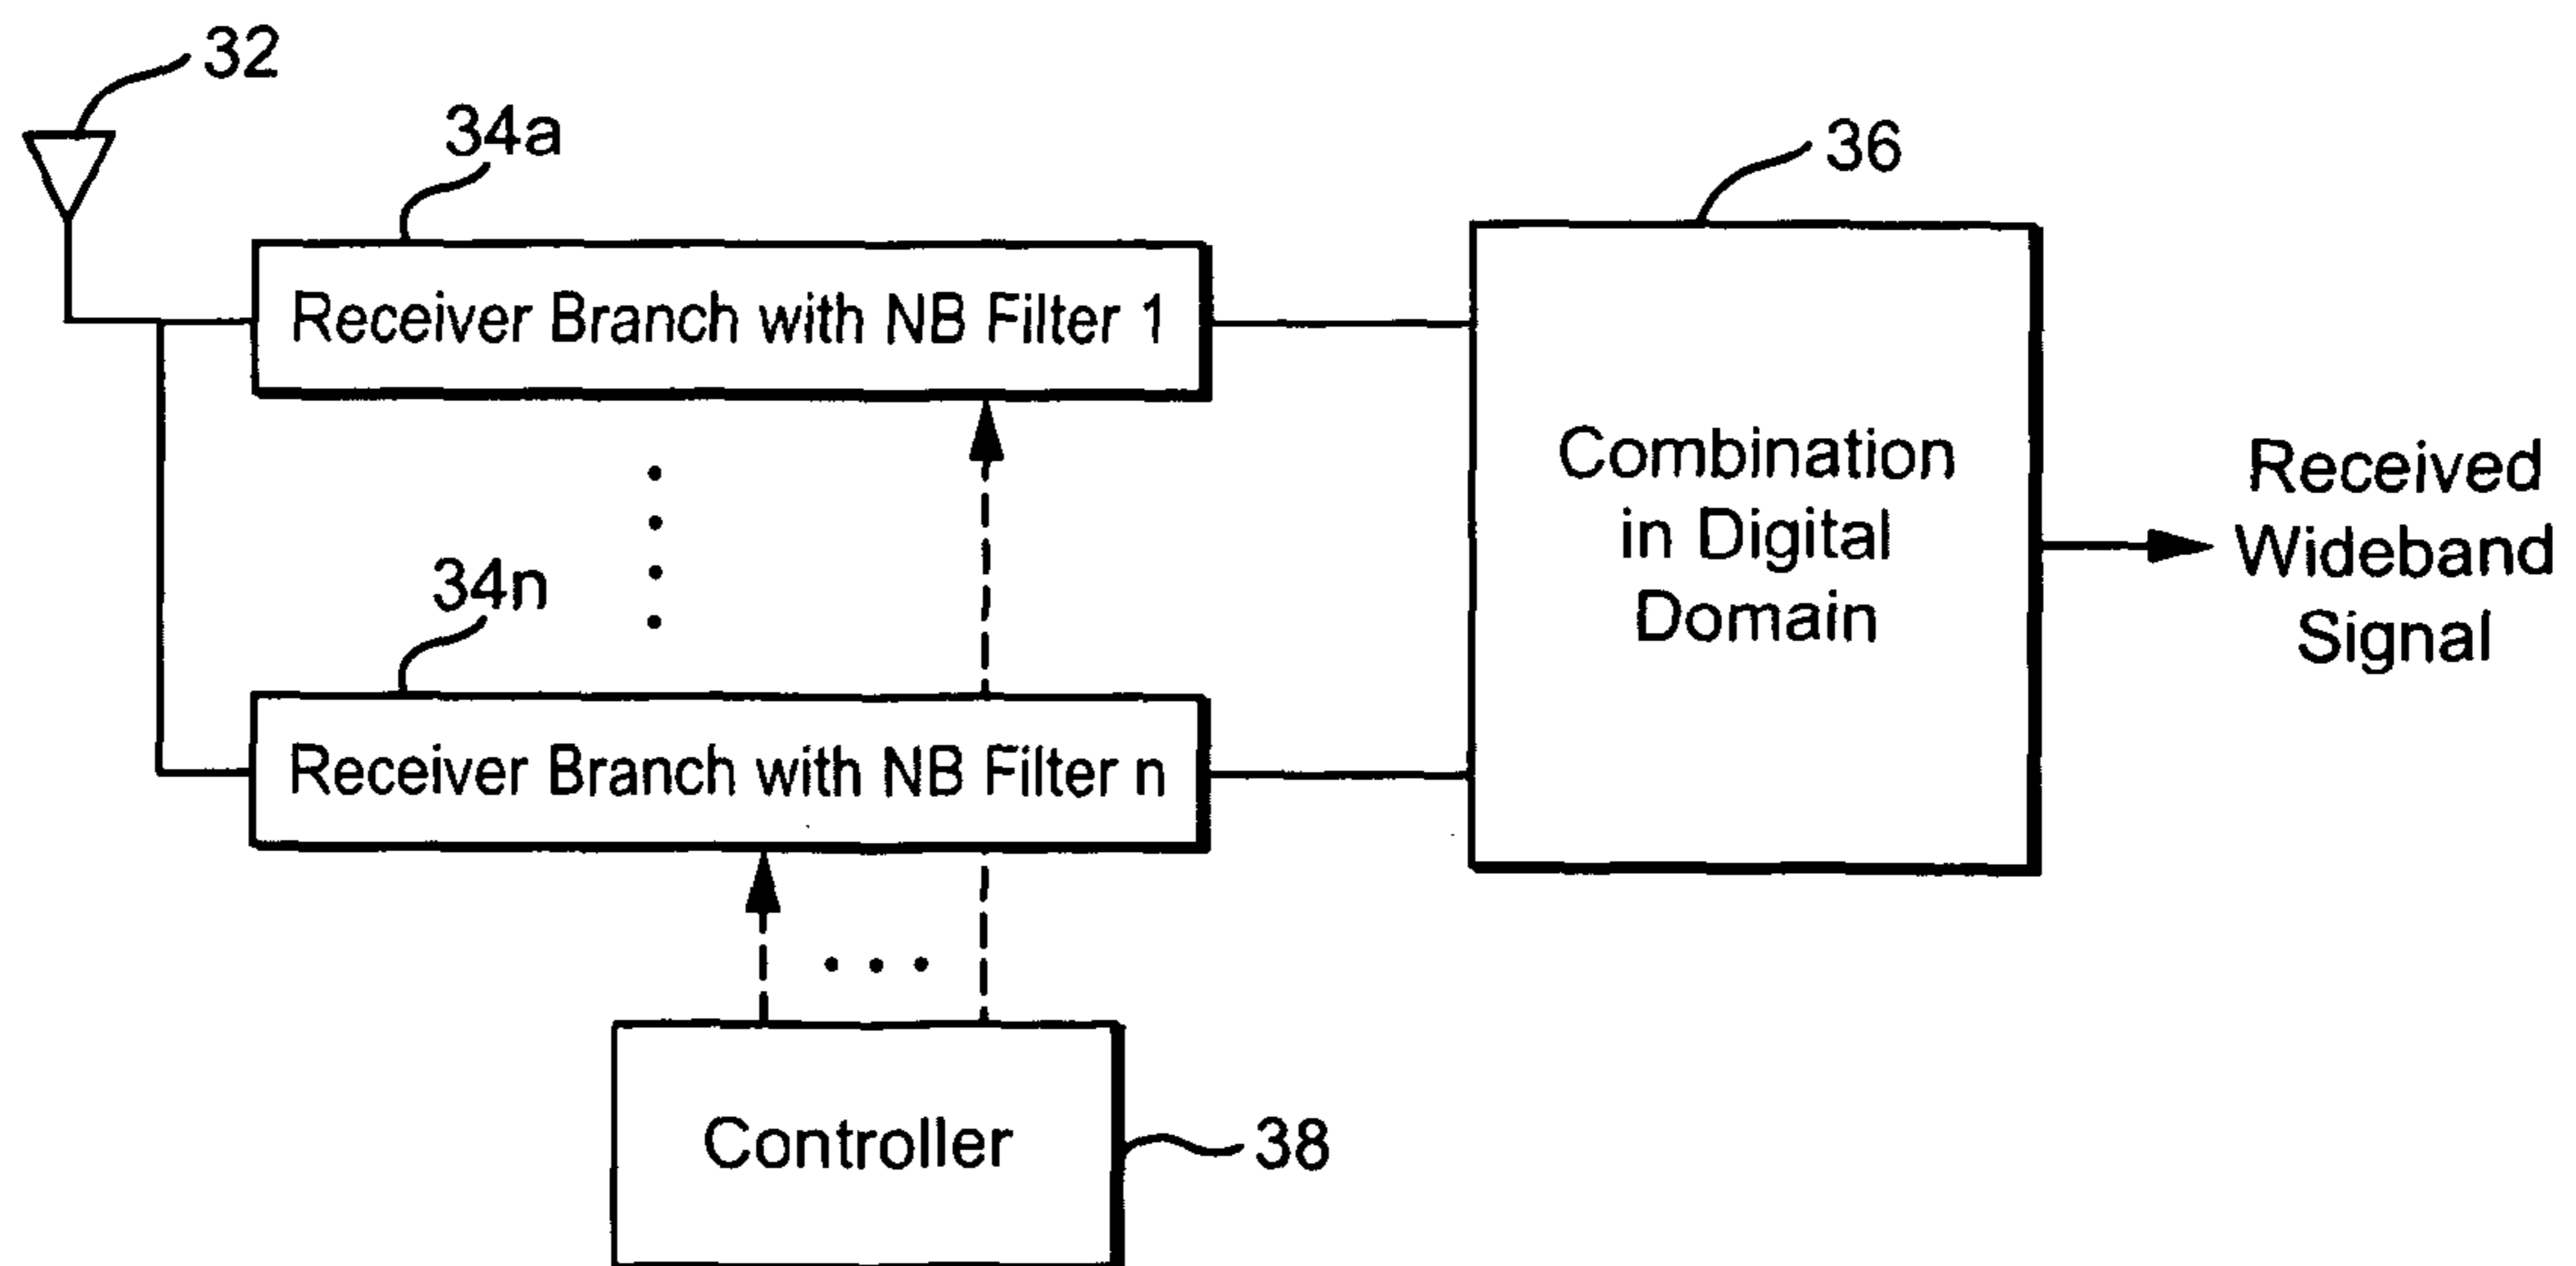 32
34a
36
Receiver Branch with NB Filter 1
Combination
in Digital
Domain
Received
Wideband
Signal
34n
Receiver Branch with NB Filter n
Controller
38